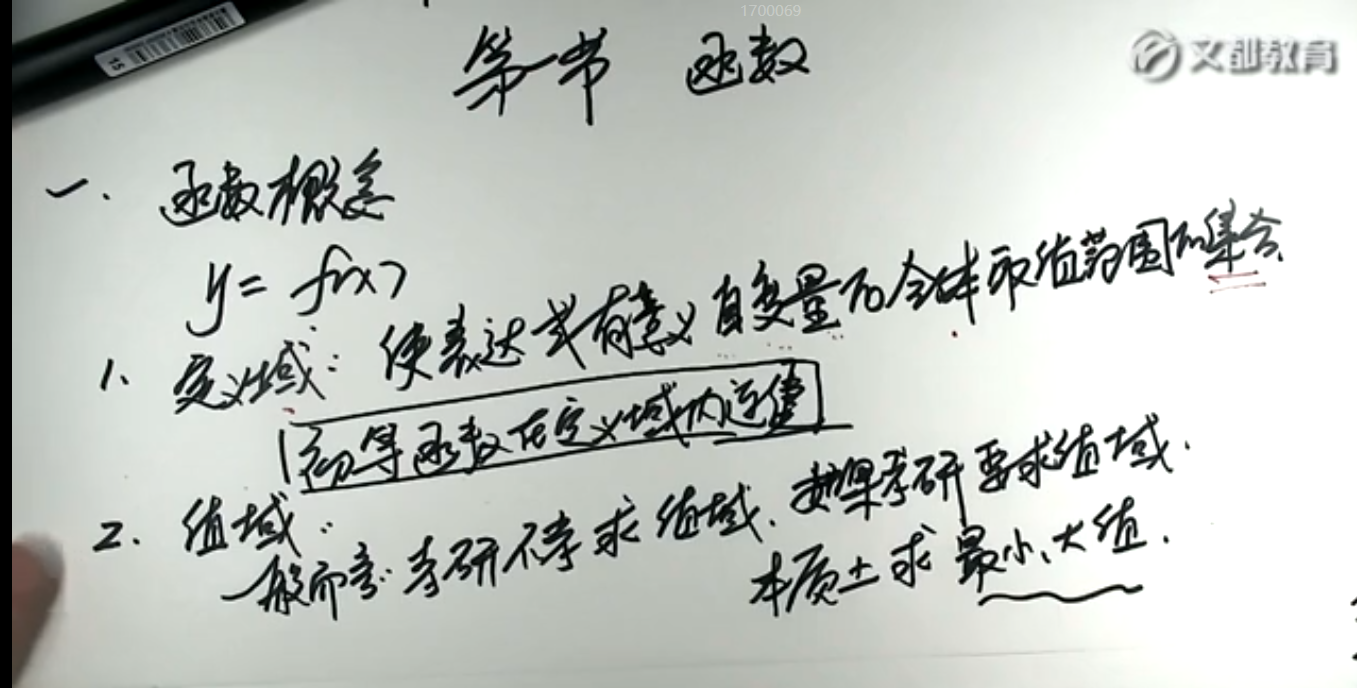 1700069
文都教育
第一节 函数
一. 函数概念
y = f(x)
1. 定义域: 使表达式有意义自变量的全体取值范围的集合.
初等函数在定义域内连续
2. 值域:
一般而言 考研不考求值域. 如果考研要求值域.
本质上求最小、大值.
15